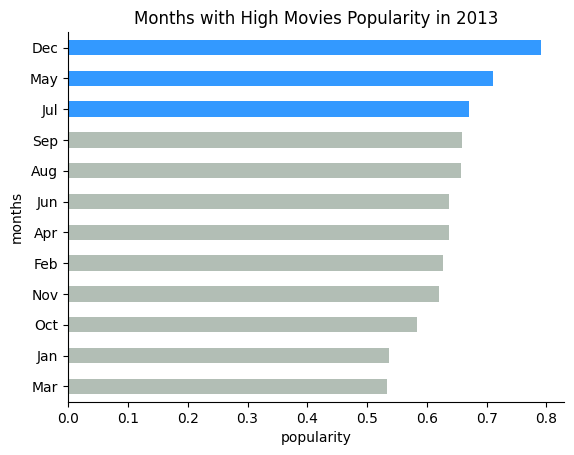 Months with High Movies Popularity in 2013
Dec
May
Jul
Sep
Aug
Jun
Apr
Feb
Nov
Oct
Jan
Mar
months
0.0 0.1 0.2 0.3 0.4 0.5 0.6 0.7 0.8
popularity